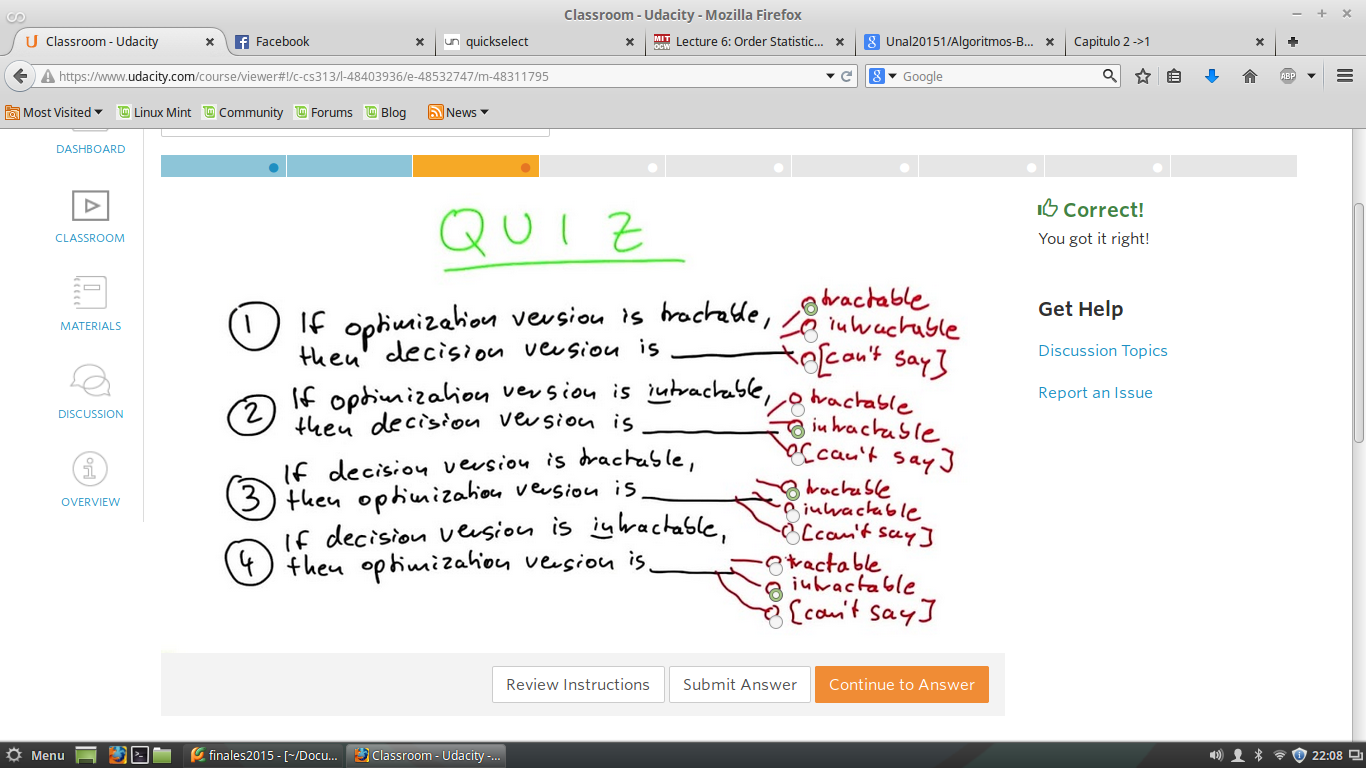 Classroom - Udacity - Mozilla Firefox
Classroom - Udacity
Facebook
quickselect
Lecture 6: Order Statistic...
Unal20151/Algoritmos-B...
Capitulo 2 ->1
https://www.udacity.com/course/viewer#!/c-cs313/l-48403936/e-48532747/m-48311795
Google
Most Visited
Linux Mint
Community
Forums
Blog
News
DASHBOARD
CLASSROOM
MATERIALS
DISCUSSION
OVERVIEW
QUIZ
1 If optimization version is tractable,
then decision version is ______
tractable
intractable
[can't say]
2 If optimization version is intractable,
then decision version is ______
tractable
intractable
[can't say]
3 If decision version is tractable,
then optimization version is ______
tractable
intractable
[can't say]
4 If decision version is intractable,
then optimization version is ______
tractable
intractable
[can't say]
Correct!
You got it right!
Get Help
Discussion Topics
Report an Issue
Review Instructions
Submit Answer
Continue to Answer
Menu
finales2015 - [~/Docu...
Classroom - Udacity -...
22:08